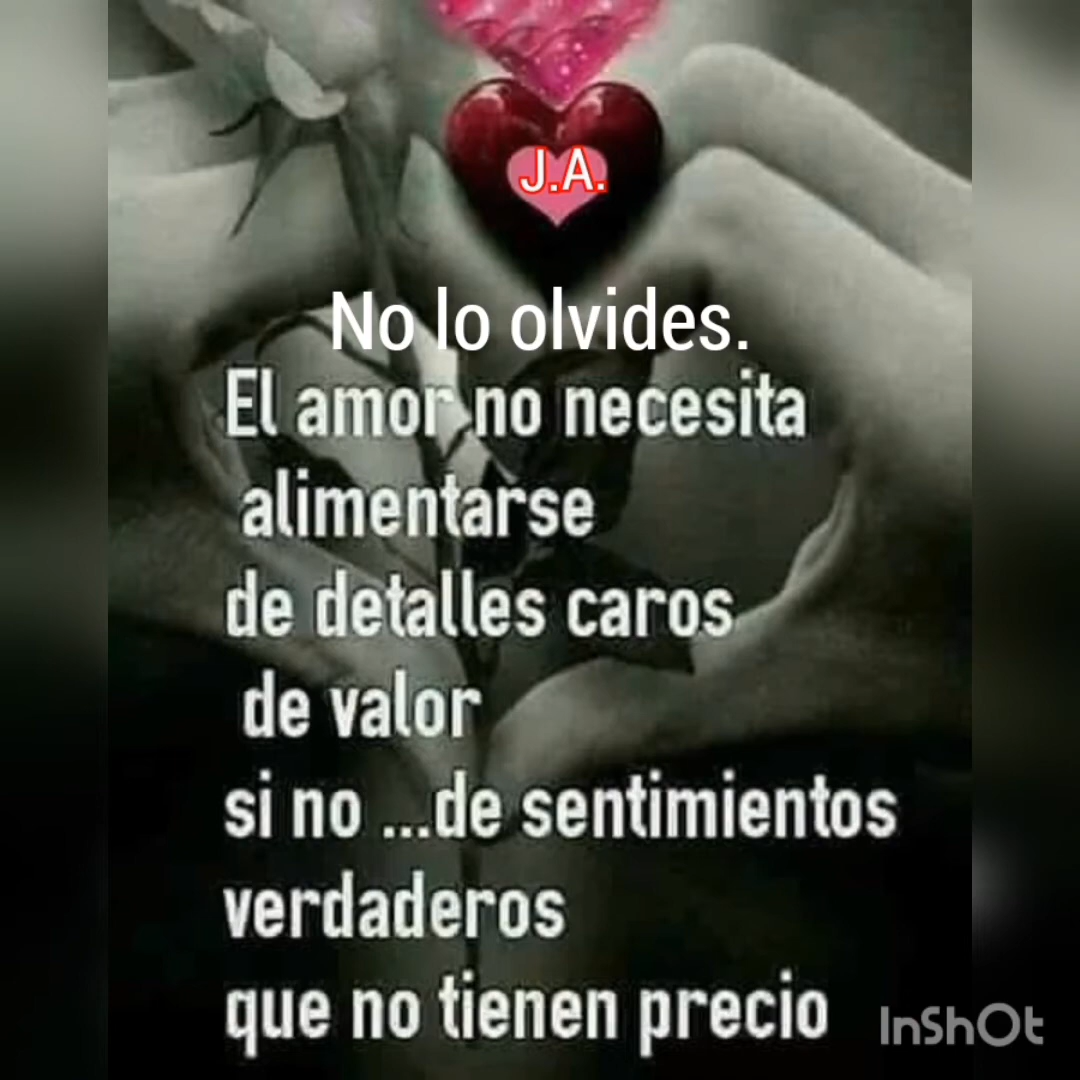 J.A.
No lo olvides.
El amor no necesita
alimentarse
de detalles caros
de valor
si no ...de sentimientos
verdaderos
que no tienen precio
InShOt